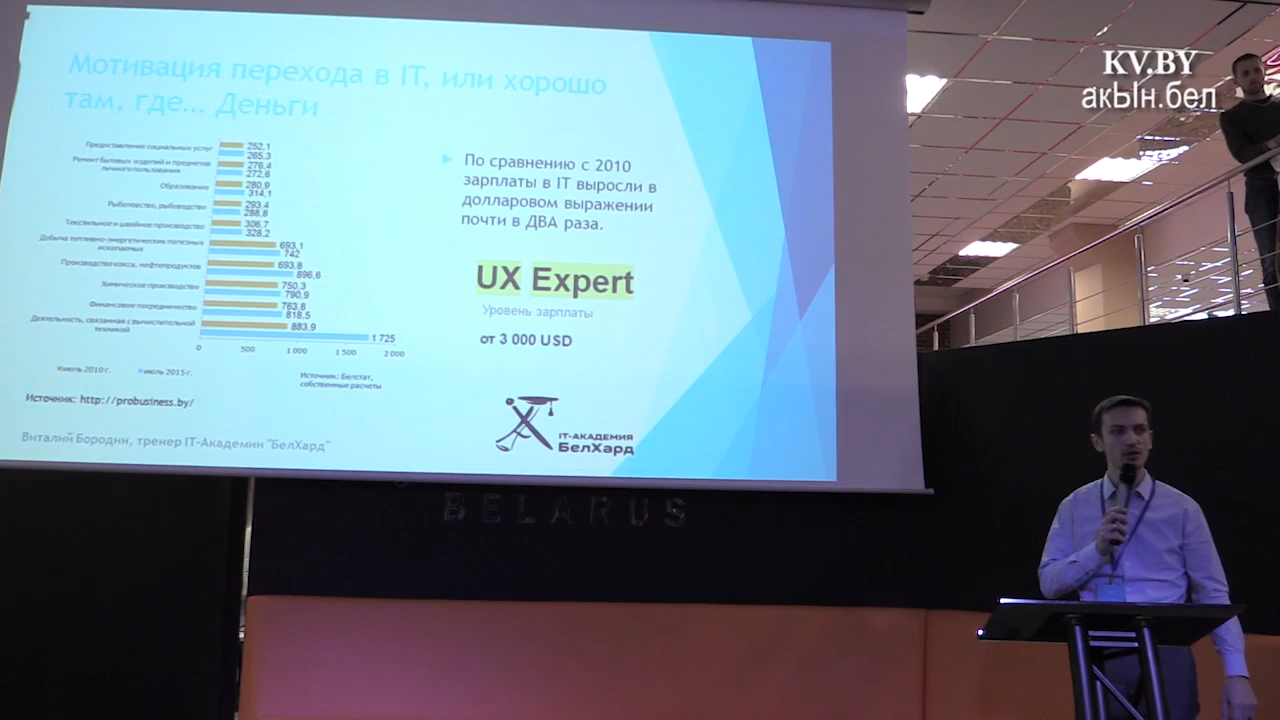 KV.BY
акЫн.бел
Мотивация перехода в IT, или хорошо
там, где... Деньги
Предоставление социальных услуг
252,1
265,3
Ремонт бытовых изделий и предметов
личного пользования
276,4
272,6
Образование
280,9
314,1
Рыболовство, рыбоводство
293,4
288,8
Текстильное и швейное производство
306,7
328,2
Добыча топливно-энергетических полезных
ископаемых
693,1
742
Производство кокса, нефтепродуктов
693,8
896,6
Химическое производство
750,3
790,9
Финансовое посредничество
763,8
818,5
Деятельность, связанная с вычислительной
техникой
883,9
1 725
0 500 1 000 1 500 2 000
июль 2010 г. июль 2015 г.
Источник: Белстат,
собственные расчеты
Источник: http://probusiness.by/
Виталий Бородин, тренер IT-Академии "БелХард"
По сравнению с 2010
зарплаты в IT выросли в
долларовом выражении
почти в ДВА раза.
UX Expert
Уровень зарплаты
от 3 000 USD
IT-АКАДЕМИЯ
БелХард
BELARUS